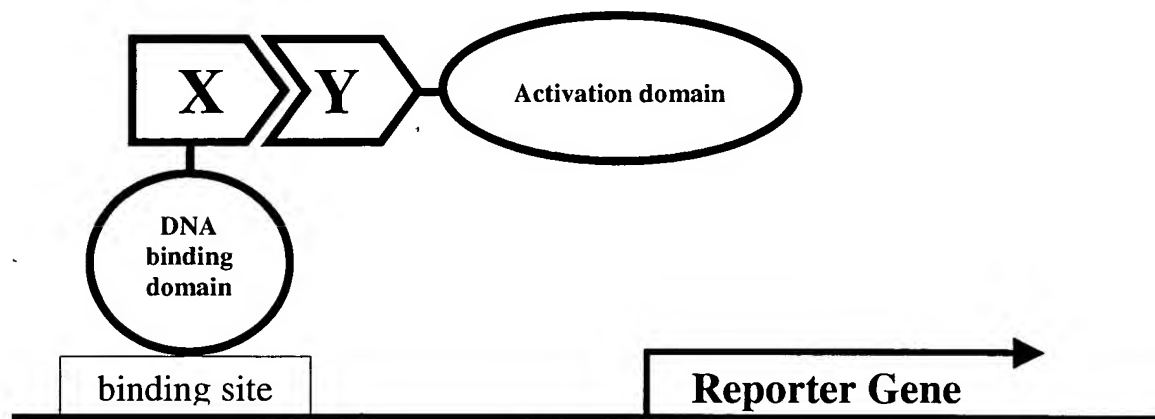 X Y
Activation domain
DNA
binding
domain
binding site
Reporter Gene